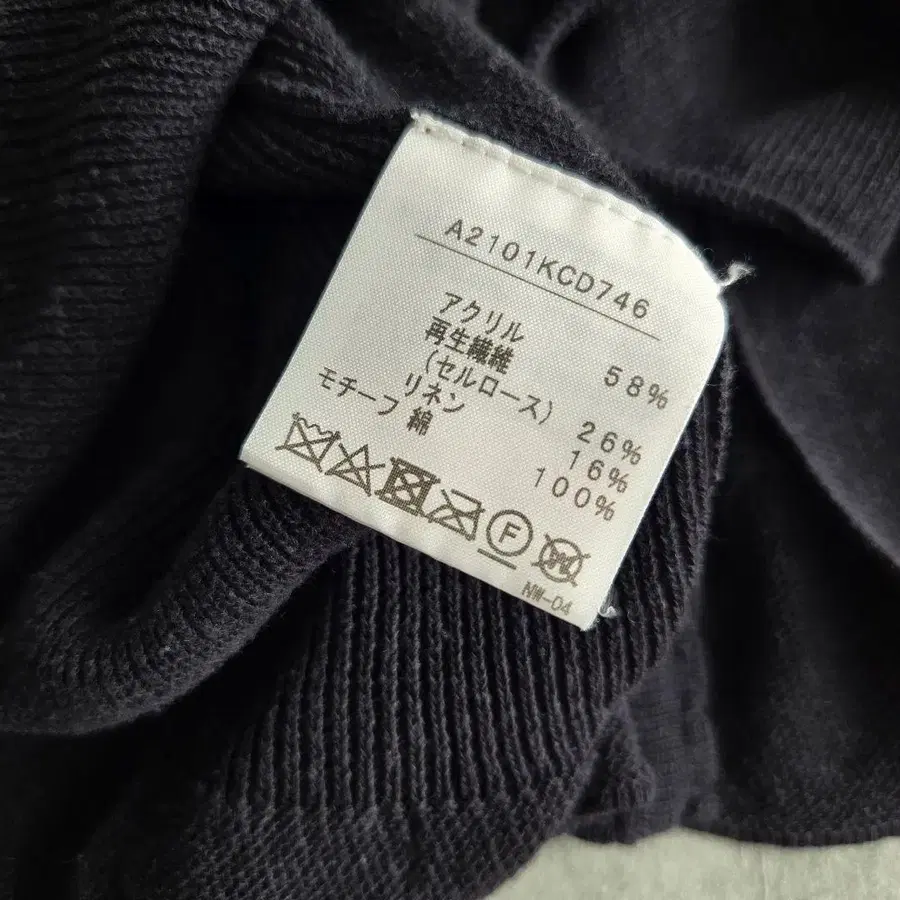 A2101KCD746
アクリル 58%
再生繊維
(セルロース) 26%
リネン 16%
モチーフ 綿 100%
F W
NW-04